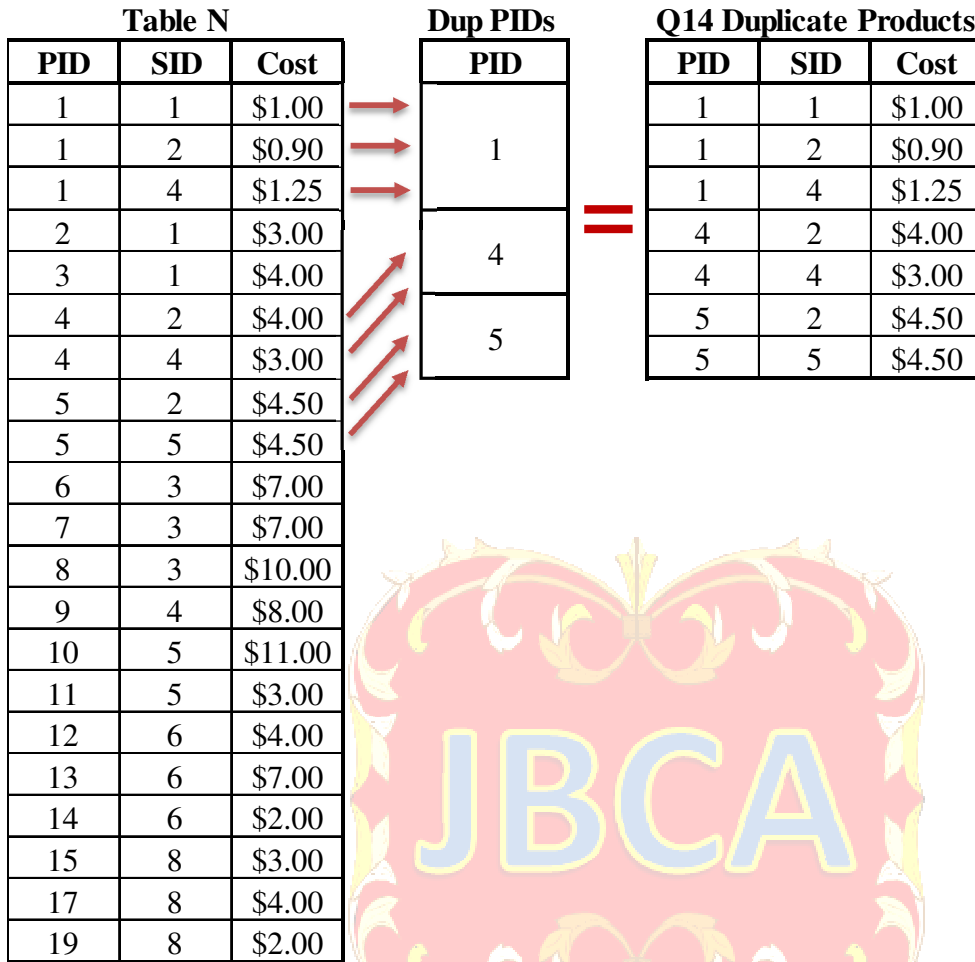 Table N Dup PIDs Q14 Duplicate Products
PID SID Cost PID PID SID Cost
1 1 $1.00 1 1 $1.00
1 2 $0.90 1 1 2 $0.90
1 4 $1.25 1 4 $1.25
2 1 $3.00 4 4 2 $4.00
3 1 $4.00 4 4 $3.00
4 2 $4.00 5 5 2 $4.50
4 4 $3.00 5 5 $4.50
5 2 $4.50
5 5 $4.50
6 3 $7.00
7 3 $7.00
8 3 $10.00
9 4 $8.00
10 5 $11.00
11 5 $3.00
12 6 $4.00
13 6 $7.00
14 6 $2.00
15 8 $3.00
17 8 $4.00
19 8 $2.00
JBCA